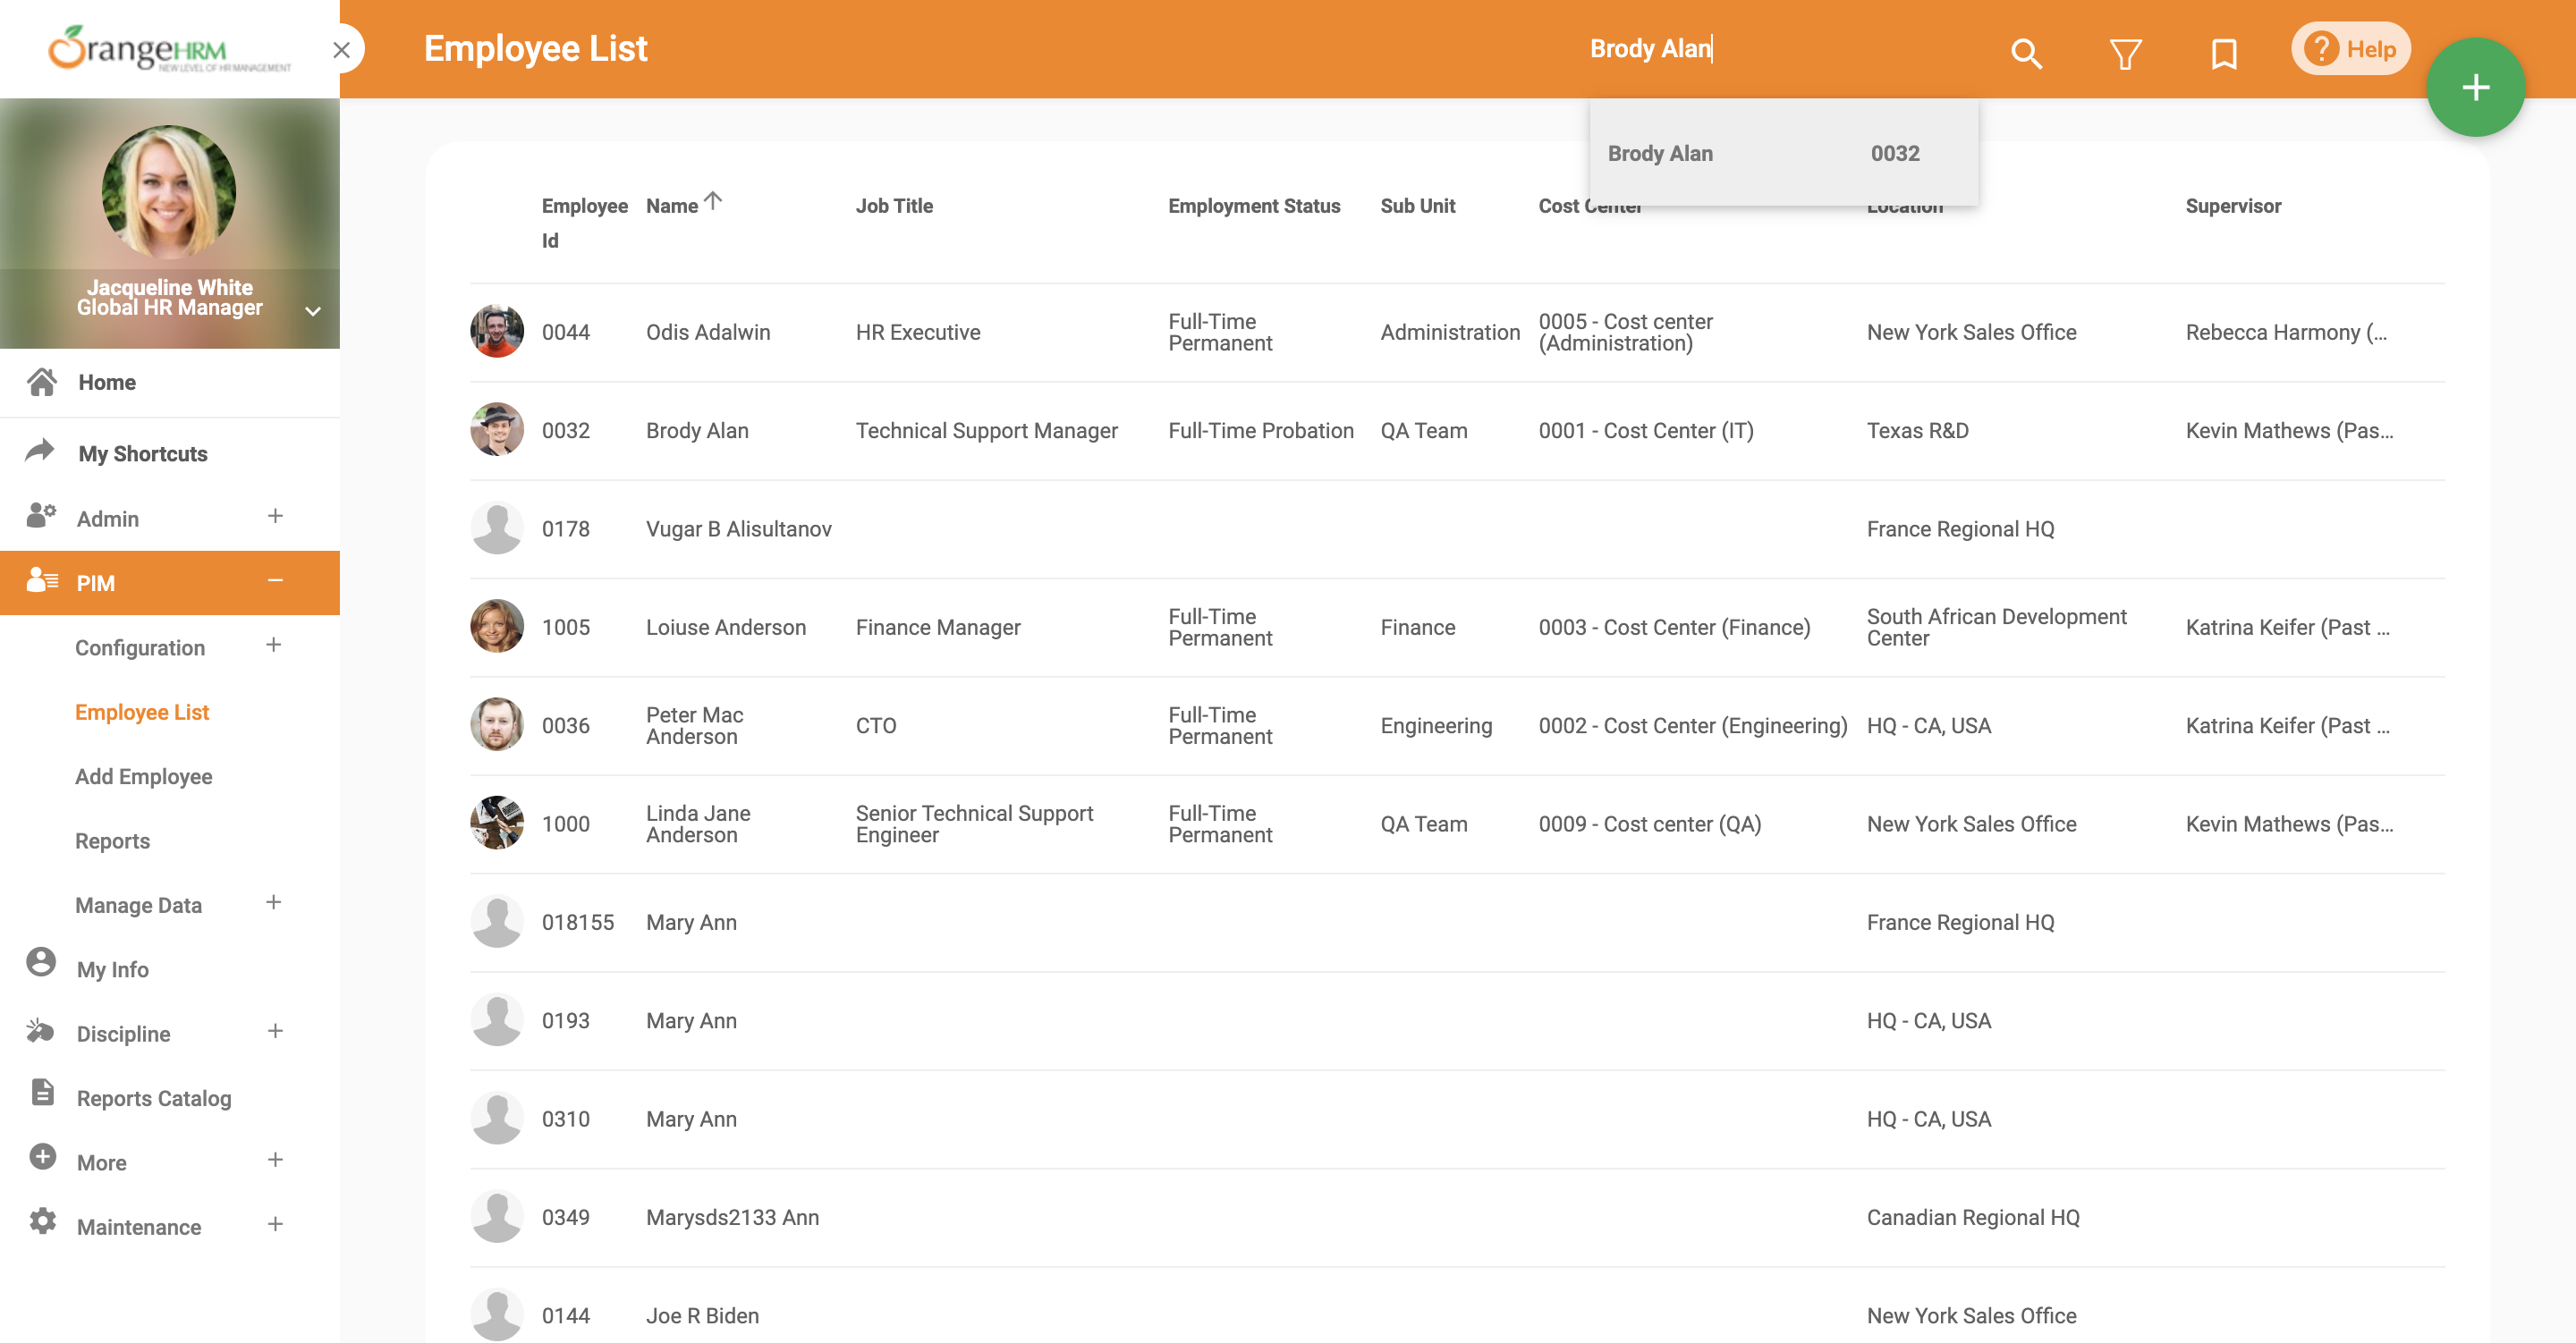 OrangeHRM
NEW LEVEL OF HR MANAGEMENT
Employee List
Brody Alan
Help
Brody Alan 0032
Jacqueline White
Global HR Manager
Home
My Shortcuts
Admin
PIM
Configuration
Employee List
Add Employee
Reports
Manage Data
My Info
Discipline
Reports Catalog
More
Maintenance
Employee Id Name Job Title Employment Status Sub Unit Cost Center Location Supervisor
0044 Odis Adalwin HR Executive Full-Time Permanent Administration 0005 - Cost center (Administration) New York Sales Office Rebecca Harmony (...
0032 Brody Alan Technical Support Manager Full-Time Probation QA Team 0001 - Cost Center (IT) Texas R&D Kevin Mathews (Pas...
0178 Vugar B Alisultanov France Regional HQ
1005 Loiuse Anderson Finance Manager Full-Time Permanent Finance 0003 - Cost Center (Finance) South African Development Center Katrina Keifer (Past ...
0036 Peter Mac Anderson CTO Full-Time Permanent Engineering 0002 - Cost Center (Engineering) HQ - CA, USA Katrina Keifer (Past ...
1000 Linda Jane Anderson Senior Technical Support Engineer Full-Time Permanent QA Team 0009 - Cost center (QA) New York Sales Office Kevin Mathews (Pas...
018155 Mary Ann France Regional HQ
0193 Mary Ann HQ - CA, USA
0310 Mary Ann HQ - CA, USA
0349 Marysds2133 Ann Canadian Regional HQ
0144 Joe R Biden New York Sales Office